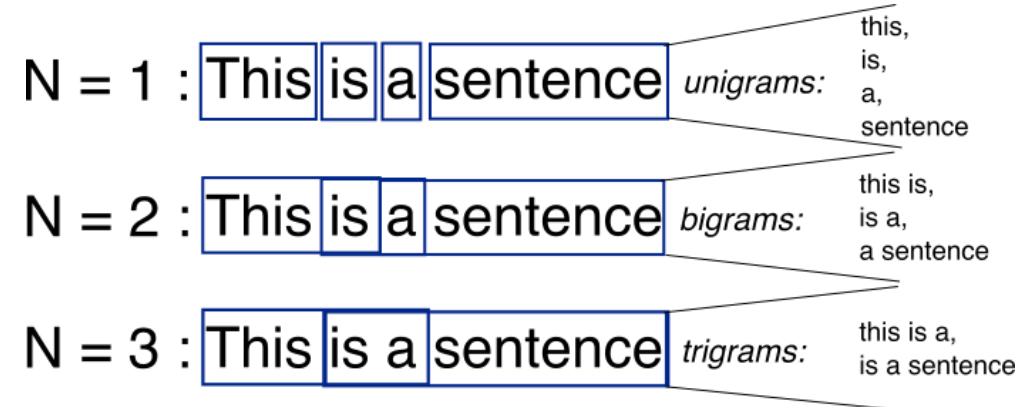 N = 1 : This is a sentence unigrams:
this,
is,
a,
sentence
N = 2 : This is a sentence bigrams:
this is,
is a,
a sentence
N = 3 : This is a sentence trigrams:
this is a,
is a sentence